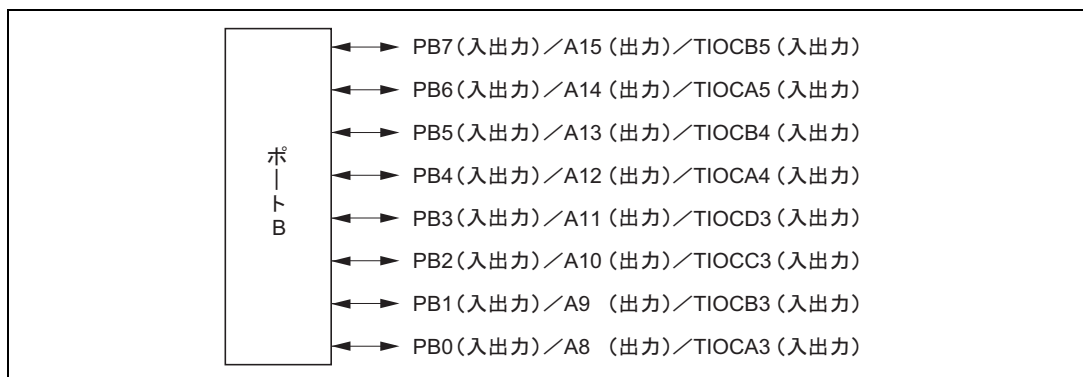 ポートB
PB7(入出力)/A15(出力)/TIOCB5(入出力)
PB6(入出力)/A14(出力)/TIOCA5(入出力)
PB5(入出力)/A13(出力)/TIOCB4(入出力)
PB4(入出力)/A12(出力)/TIOCA4(入出力)
PB3(入出力)/A11(出力)/TIOCD3(入出力)
PB2(入出力)/A10(出力)/TIOCC3(入出力)
PB1(入出力)/A9 (出力)/TIOCB3(入出力)
PB0(入出力)/A8 (出力)/TIOCA3(入出力)